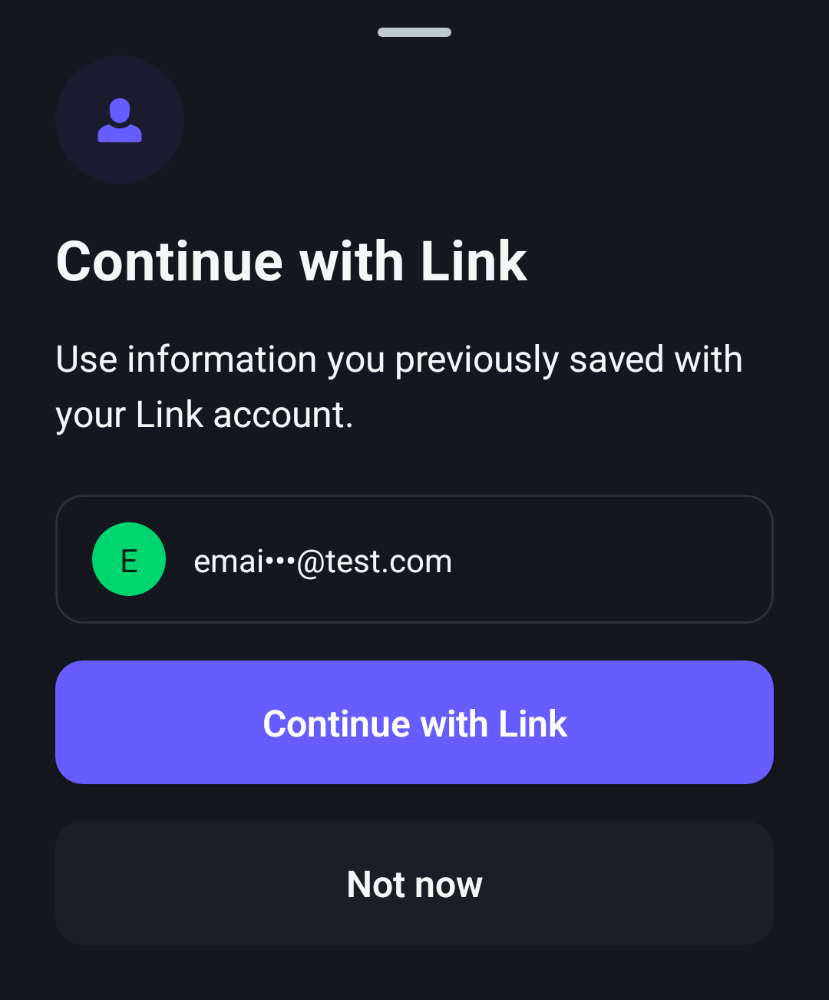 Continue with Link
Use information you previously saved with
your Link account.
E
emai•••@test.com
Continue with Link
Not now